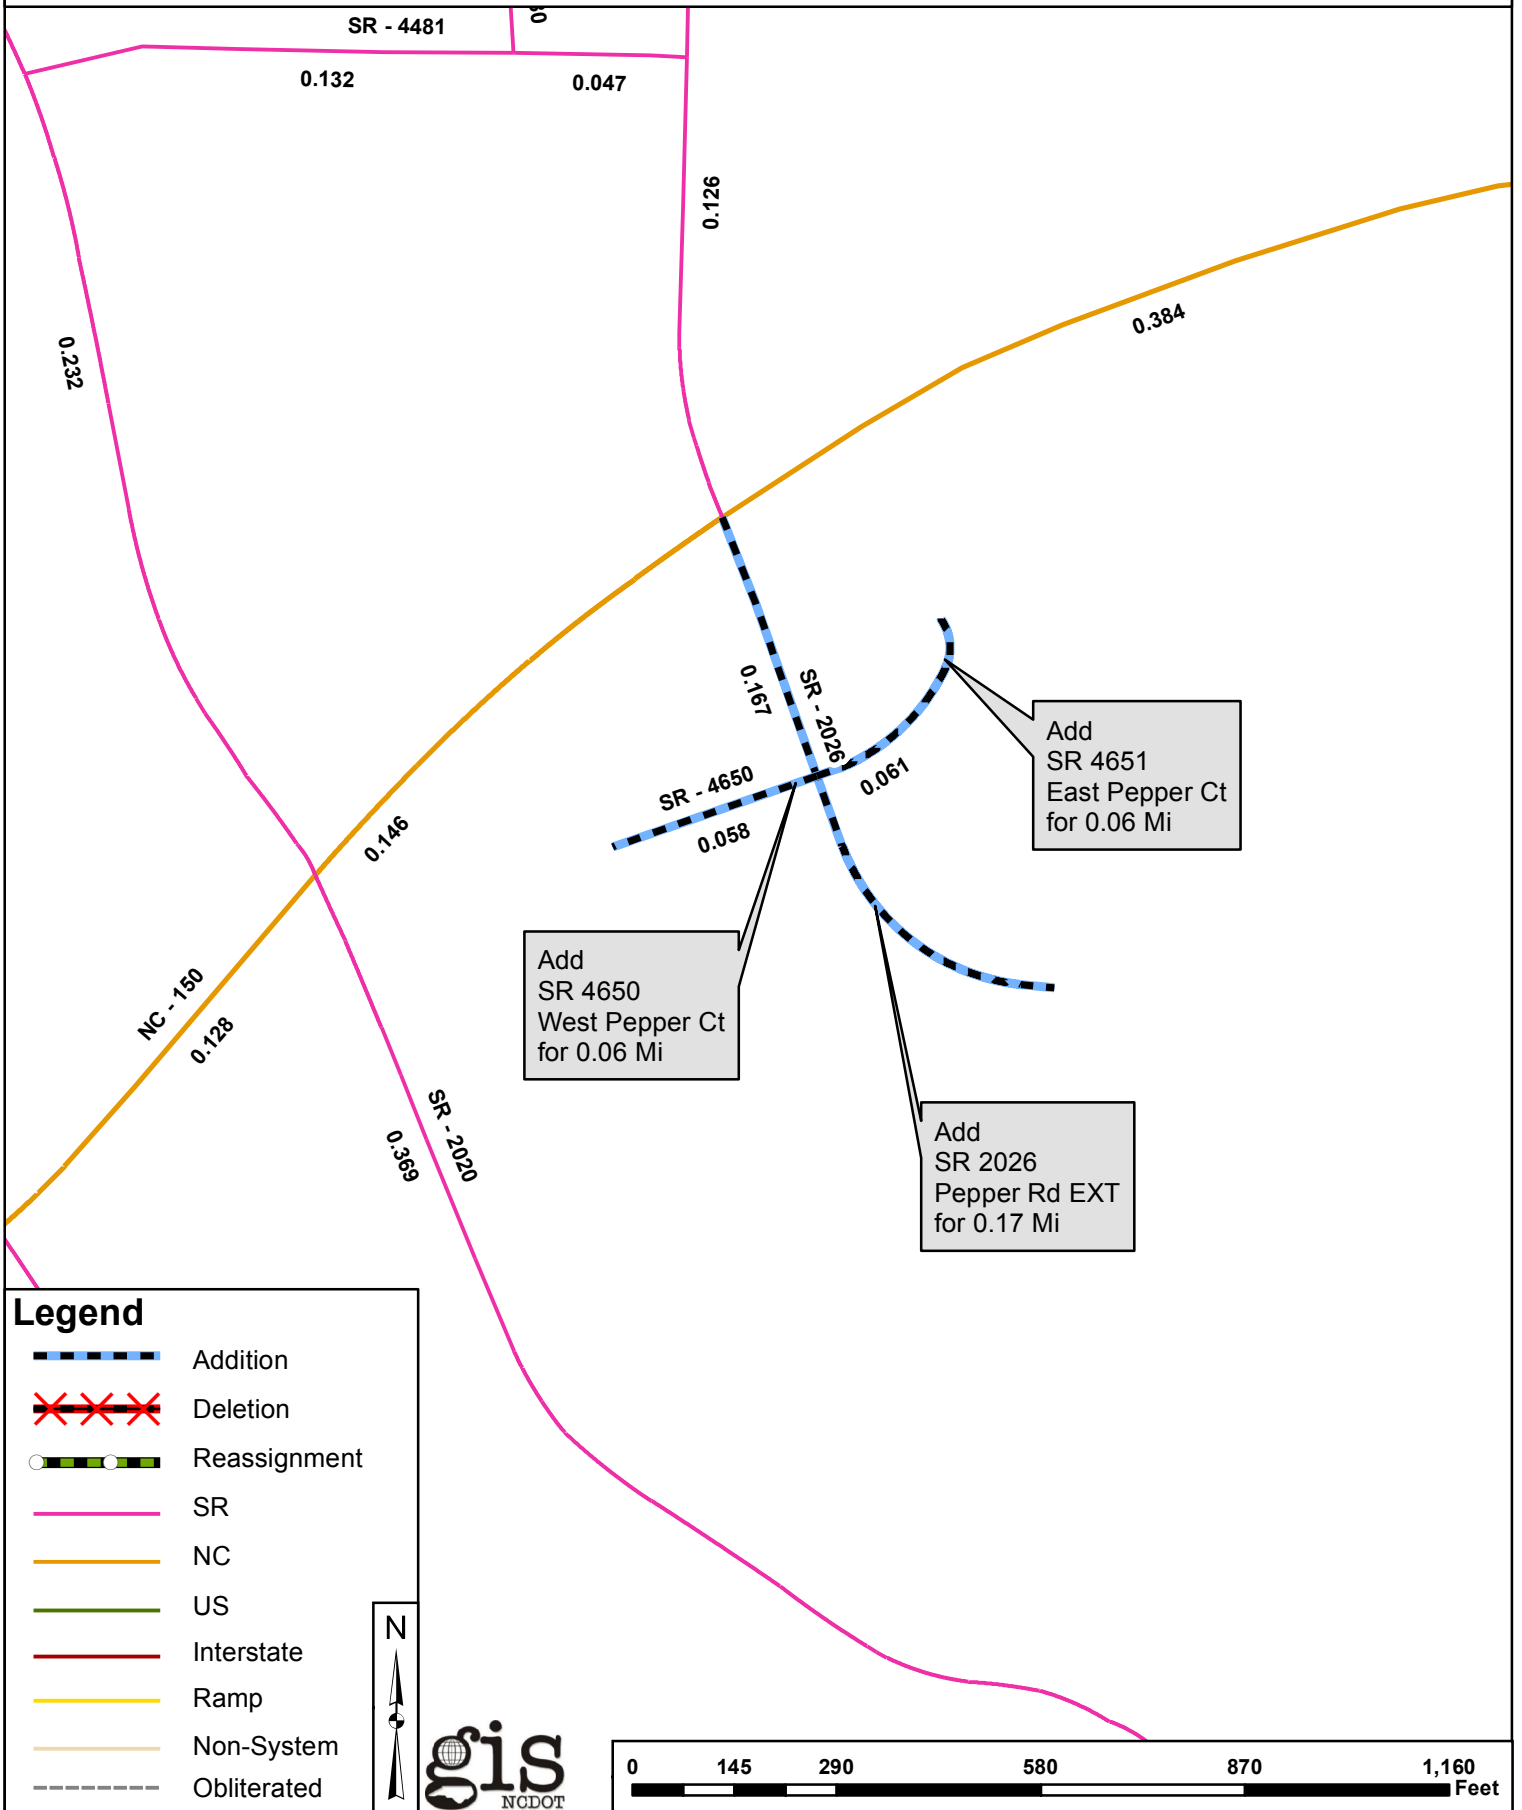 SR - 4481
0.132
0.047
0.126
0.384
0.232
0.167
SR - 2026
0.061
SR - 4650
0.058
0.146
NC - 150
0.128
SR - 2020
0.369
Add
SR 4651
East Pepper Ct
for 0.06 Mi
Add
SR 4650
West Pepper Ct
for 0.06 Mi
Add
SR 2026
Pepper Rd EXT
for 0.17 Mi
Legend
Addition
Deletion
Reassignment
SR
NC
US
Interstate
Ramp
Non-System
Obliterated
N
gis
NCDOT
0 145 290 580 870 1,160
Feet